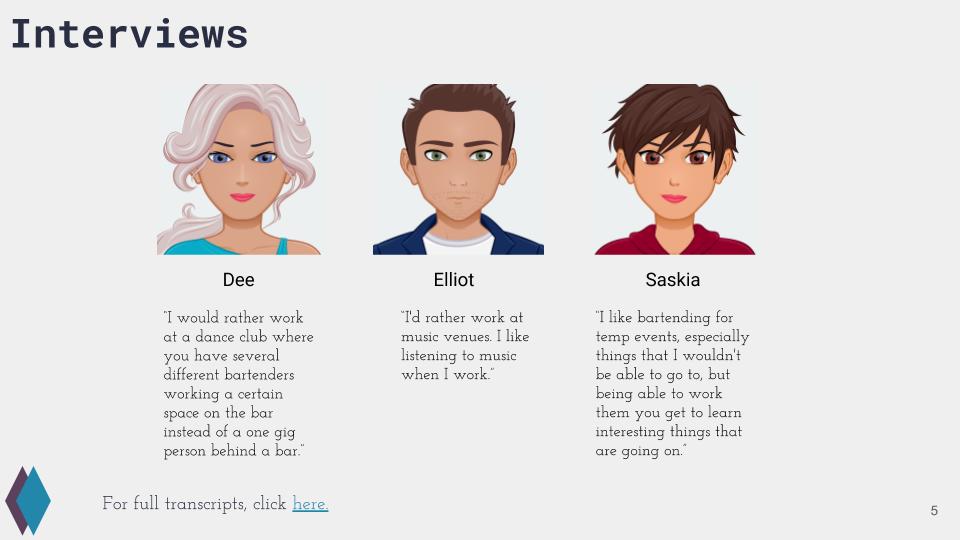 Interviews
Dee
Elliot
Saskia
"I would rather work
at a dance club where
you have several
different bartenders
working a certain
space on the bar
instead of a one gig
person behind a bar."
"I'd rather work at
music venues. I like
listening to music
when I work."
"I like bartending for
temp events, especially
things that I wouldn't
be able to go to, but
being able to work
them you get to learn
interesting things that
are going on."
For full transcripts, click here.
5